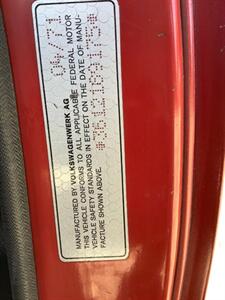 MANUFACTURED BY VOLKSWAGENWERK AG 04/71
THIS VEHICLE CONFORMS TO ALL APPLICABLE FEDERAL MOTOR
VEHICLE SAFETY STANDARDS IN EFFECT ON THE DATE OF MANU-
FACTURE SHOWN ABOVE. *3612169175*